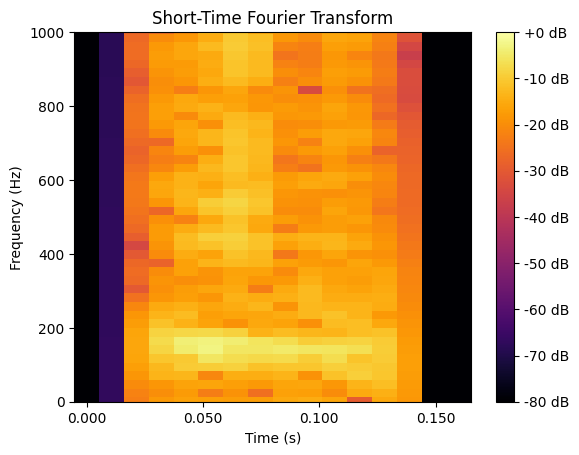 Short-Time Fourier Transform
Frequency (Hz)
1000
800
600
400
200
0
0.000
0.050
0.100
0.150
Time (s)
+0 dB
-10 dB
-20 dB
-30 dB
-40 dB
-50 dB
-60 dB
-70 dB
-80 dB